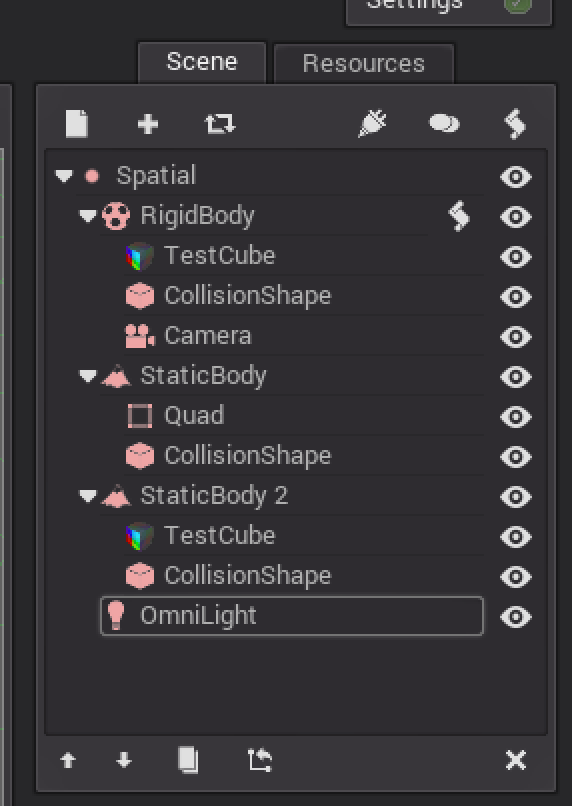 Settings
Scene Resources
Spatial
RigidBody
TestCube
CollisionShape
Camera
StaticBody
Quad
CollisionShape
StaticBody 2
TestCube
CollisionShape
OmniLight